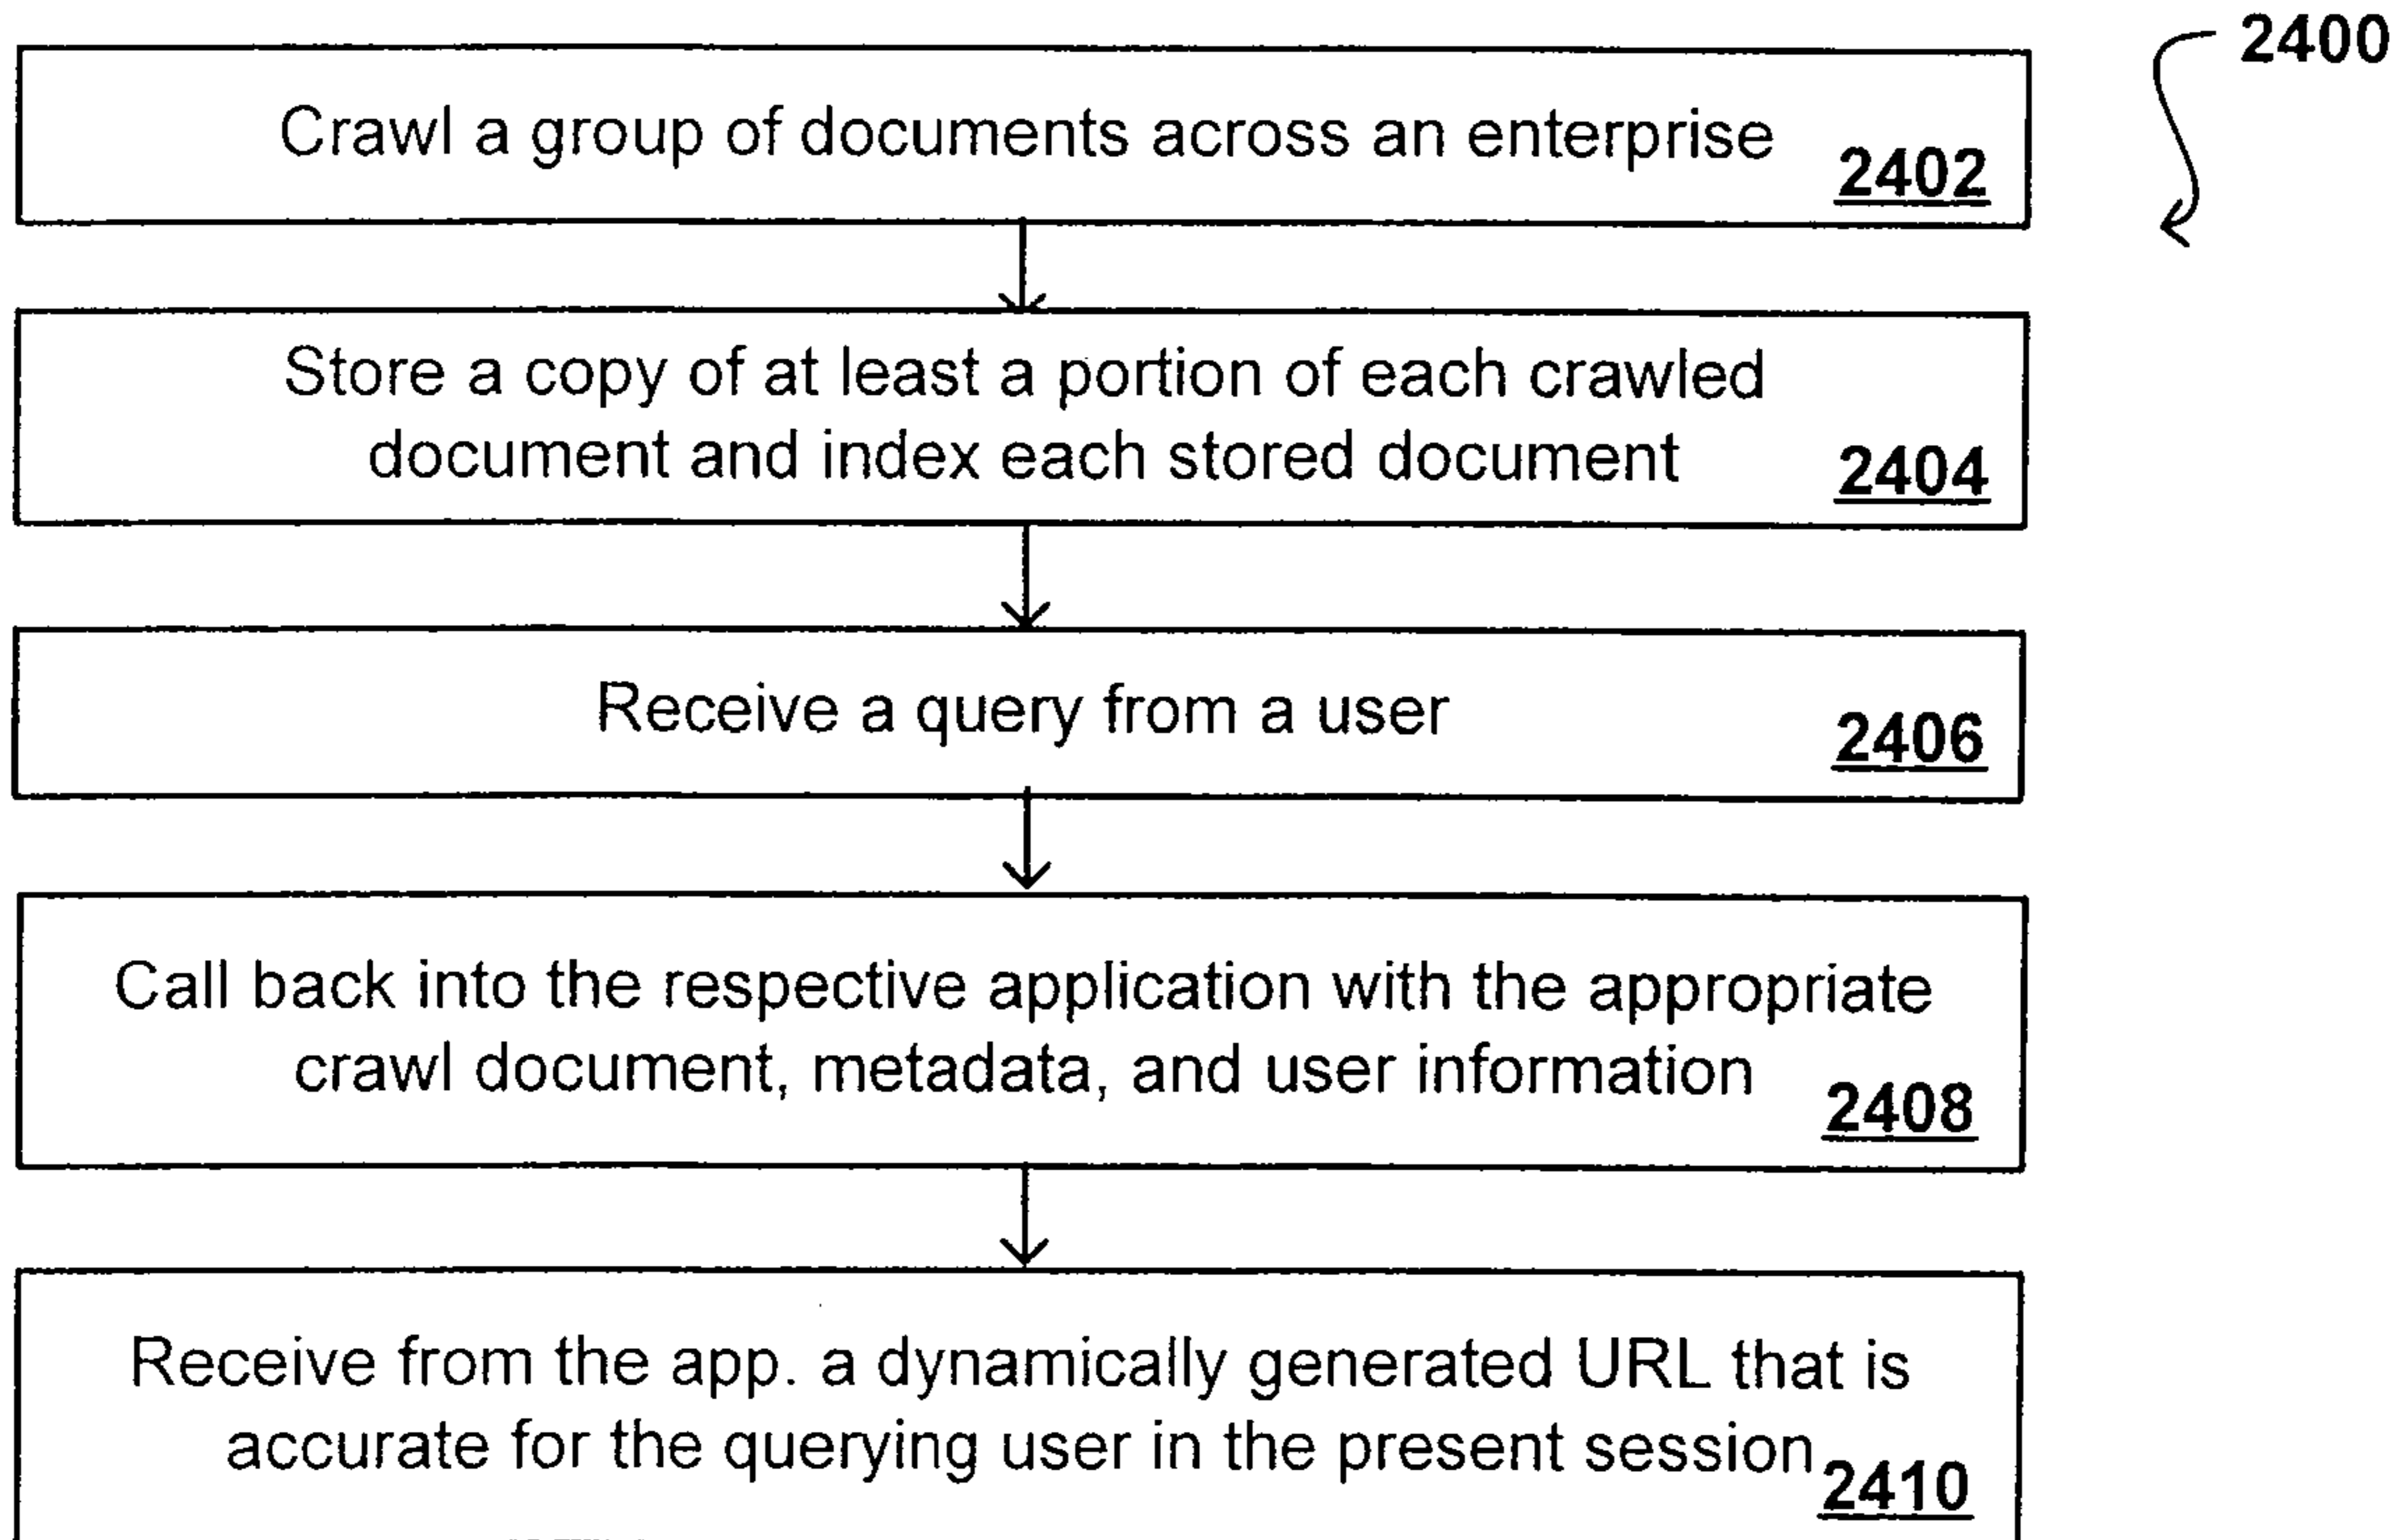 2400
Crawl a group of documents across an enterprise
2402
Store a copy of at least a portion of each crawled
document and index each stored document
2404
Receive a query from a user
2406
Call back into the respective application with the appropriate
crawl document, metadata, and user information
2408
Receive from the app. a dynamically generated URL that is
accurate for the querying user in the present session
2410